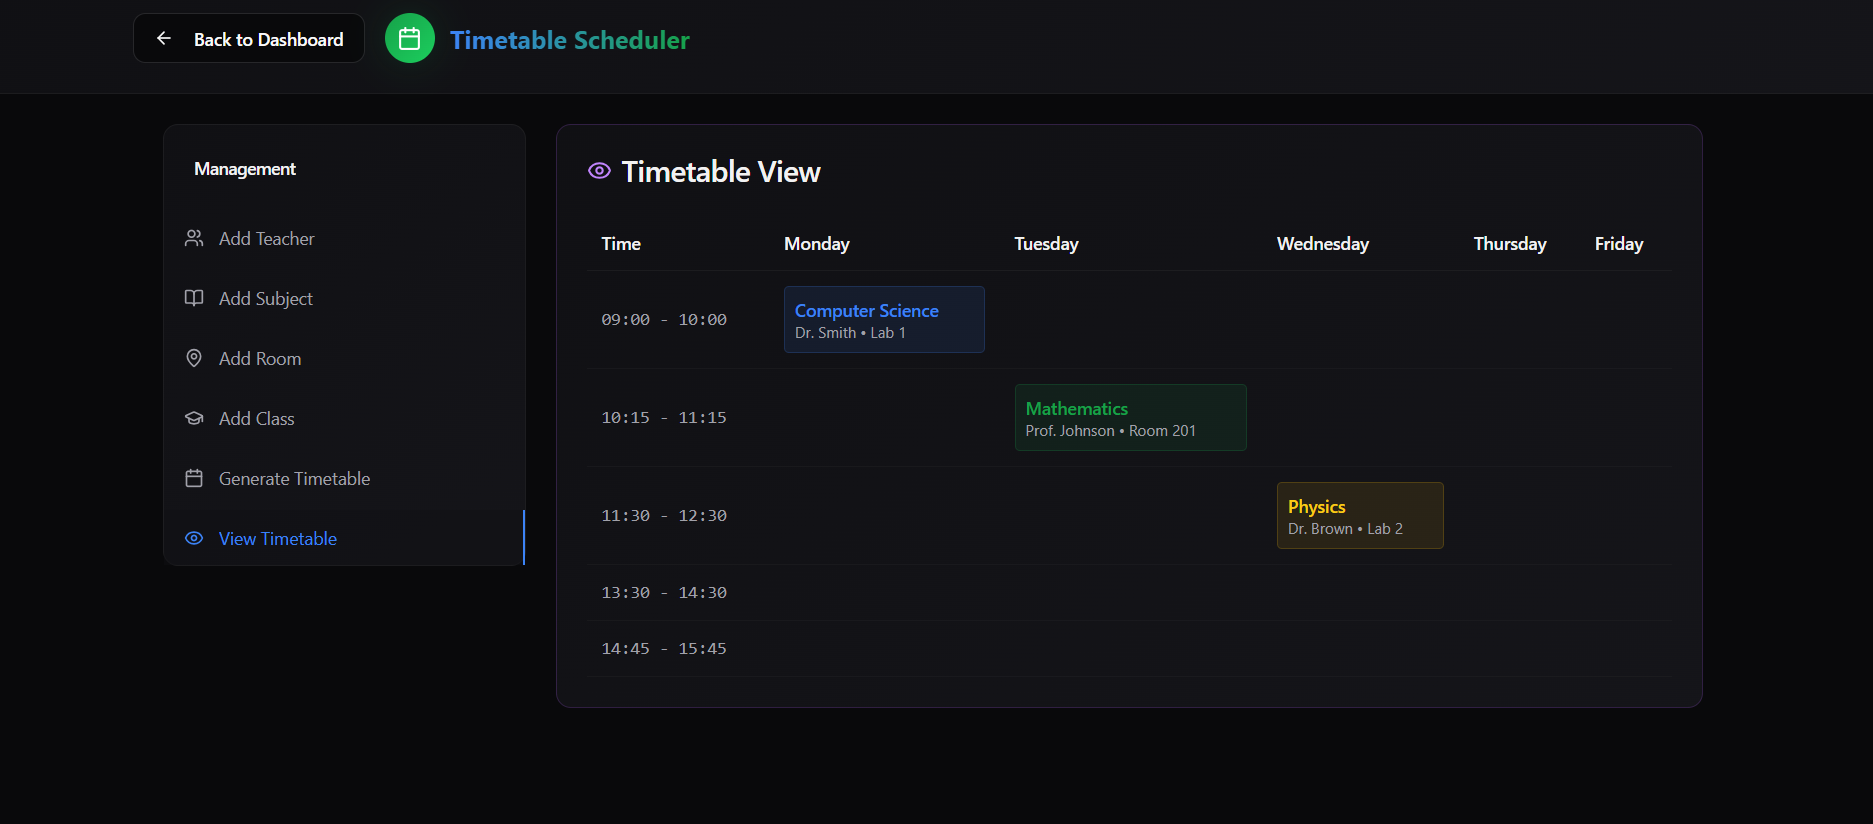 Back to Dashboard
Timetable Scheduler
Management
Add Teacher
Add Subject
Add Room
Add Class
Generate Timetable
View Timetable
Timetable View
Time Monday Tuesday Wednesday Thursday Friday
09:00 - 10:00
Computer Science
Dr. Smith • Lab 1
10:15 - 11:15
Mathematics
Prof. Johnson • Room 201
11:30 - 12:30
Physics
Dr. Brown • Lab 2
13:30 - 14:30
14:45 - 15:45